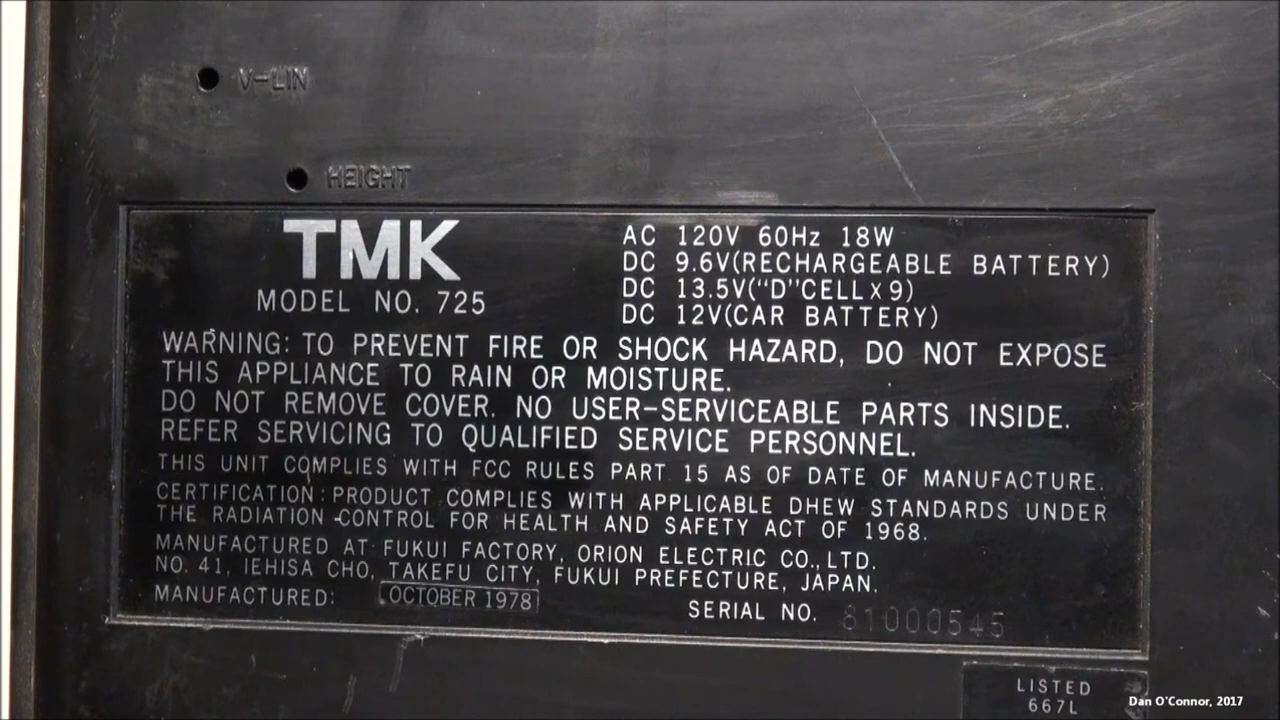 V-LIN
HEIGHT
TMK
MODEL NO. 725
AC 120V 60Hz 18W
DC 9.6V(RECHARGEABLE BATTERY)
DC 13.5V("D"CELL x 9)
DC 12V(CAR BATTERY)
WARNING: TO PREVENT FIRE OR SHOCK HAZARD, DO NOT EXPOSE
THIS APPLIANCE TO RAIN OR MOISTURE.
DO NOT REMOVE COVER. NO USER-SERVICEABLE PARTS INSIDE.
REFER SERVICING TO QUALIFIED SERVICE PERSONNEL.
THIS UNIT COMPLIES WITH FCC RULES PART 15 AS OF DATE OF MANUFACTURE.
CERTIFICATION: PRODUCT COMPLIES WITH APPLICABLE DHEW STANDARDS UNDER
THE RADIATION-CONTROL FOR HEALTH AND SAFETY ACT OF 1968.
MANUFACTURED AT FUKUI FACTORY, ORION ELECTRIC CO., LTD.
NO. 41, IEHISA CHO, TAKEFU CITY, FUKUI PREFECTURE, JAPAN.
MANUFACTURED: OCTOBER 1978
SERIAL NO. 81000545
LISTED
667L
Dan O'Connor, 2017